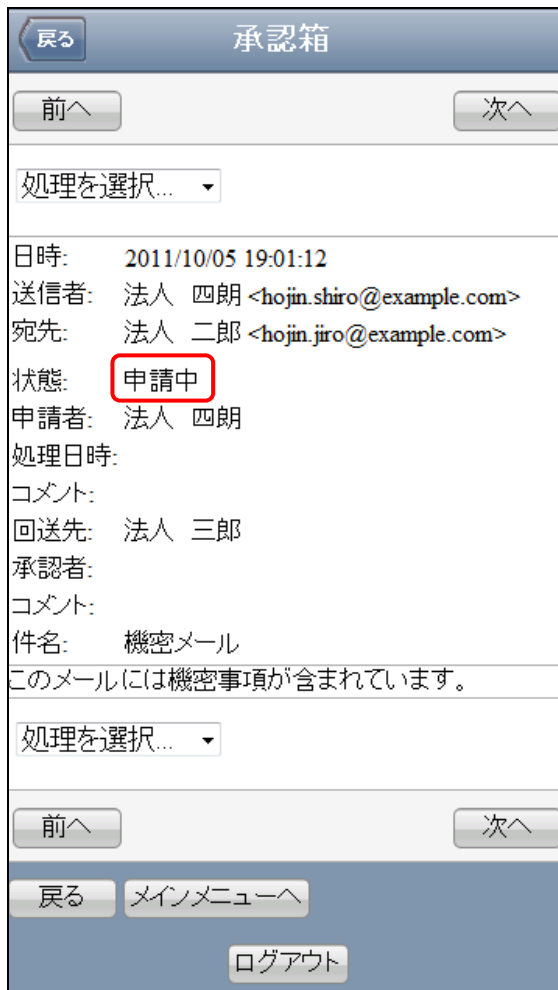 戻る 承認箱
前へ 次へ
処理を選択...
日時: 2011/10/05 19:01:12
送信者: 法人 四朗 <hojin.shiro@example.com>
宛先: 法人 二郎 <hojin.jiro@example.com>
状態: 申請中
申請者: 法人 四朗
処理日時:
コメント:
回送先: 法人 三郎
承認者:
コメント:
件名: 機密メール
このメールには機密事項が含まれています。
処理を選択...
前へ 次へ
戻る メインメニューへ
ログアウト